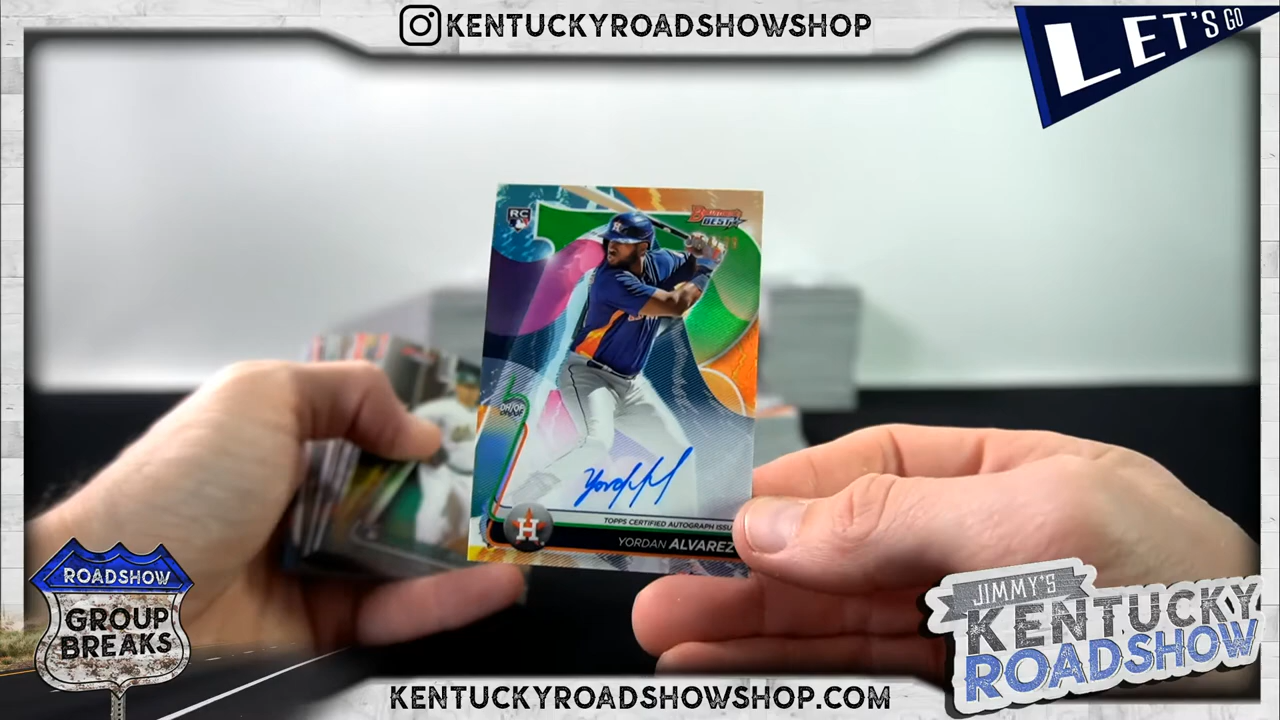 KENTUCKYROADSHOWSHOP
LET'S GO
RC
BOWMAN'S
BEST
DH/OF
TOPPS CERTIFIED AUTOGRAPH ISSU
YORDAN ALVAREZ
H
ROADSHOW
GROUP
BREAKS
JIMMY'S
KENTUCKY
ROADSHOW
KENTUCKYROADSHOWSHOP.COM